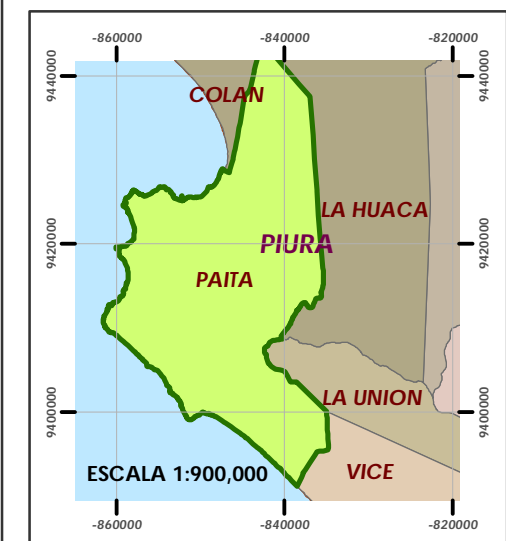 -860000 -840000 -820000
9440000 9440000
COLAN
LA HUACA
PIURA
9420000 9420000
PAITA
LA UNION
9400000 9400000
ESCALA 1:900,000 VICE
-860000 -840000 -820000